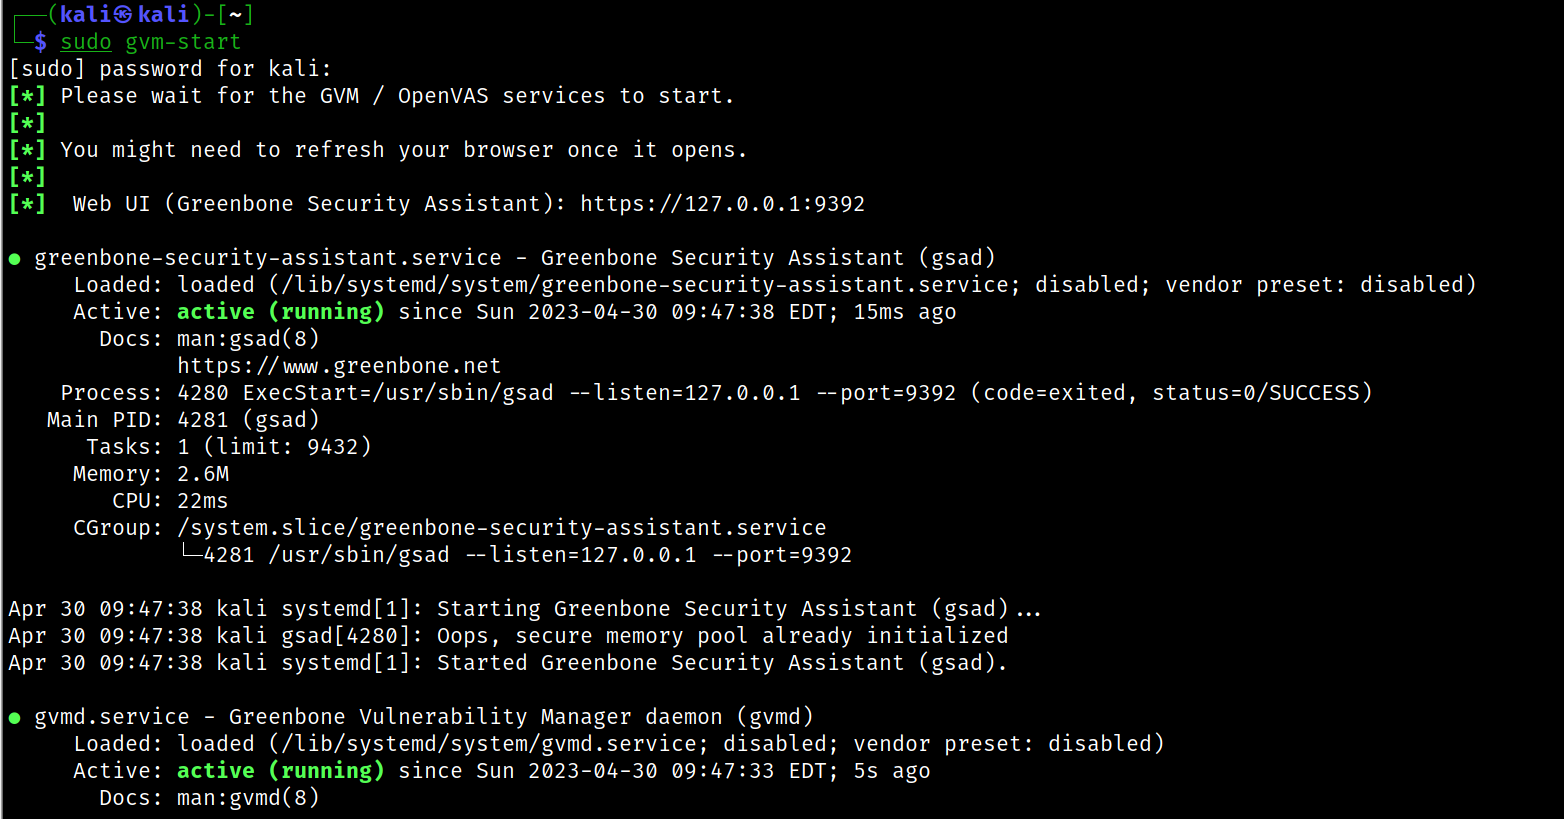 ┌──(kali㉿kali)-[~]
└─$ sudo gvm-start
[sudo] password for kali:
[*] Please wait for the GVM / OpenVAS services to start.
[*]
[*] You might need to refresh your browser once it opens.
[*]
[*]  Web UI (Greenbone Security Assistant): https://127.0.0.1:9392

● greenbone-security-assistant.service - Greenbone Security Assistant (gsad)
     Loaded: loaded (/lib/systemd/system/greenbone-security-assistant.service; disabled; vendor preset: disabled)
     Active: active (running) since Sun 2023-04-30 09:47:38 EDT; 15ms ago
       Docs: man:gsad(8)
             https://www.greenbone.net
    Process: 4280 ExecStart=/usr/sbin/gsad --listen=127.0.0.1 --port=9392 (code=exited, status=0/SUCCESS)
   Main PID: 4281 (gsad)
      Tasks: 1 (limit: 9432)
     Memory: 2.6M
        CPU: 22ms
     CGroup: /system.slice/greenbone-security-assistant.service
             └─4281 /usr/sbin/gsad --listen=127.0.0.1 --port=9392

Apr 30 09:47:38 kali systemd[1]: Starting Greenbone Security Assistant (gsad)...
Apr 30 09:47:38 kali gsad[4280]: Oops, secure memory pool already initialized
Apr 30 09:47:38 kali systemd[1]: Started Greenbone Security Assistant (gsad).

● gvmd.service - Greenbone Vulnerability Manager daemon (gvmd)
     Loaded: loaded (/lib/systemd/system/gvmd.service; disabled; vendor preset: disabled)
     Active: active (running) since Sun 2023-04-30 09:47:33 EDT; 5s ago
       Docs: man:gvmd(8)